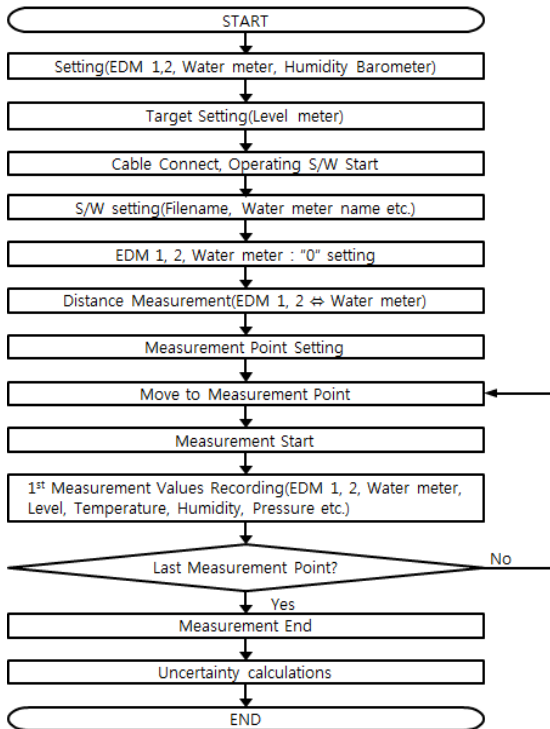 START
Setting(EDM 1,2, Water meter, Humidity Barometer)
Target Setting(Level meter)
Cable Connect, Operating S/W Start
S/W setting(Filename, Water meter name etc.)
EDM 1, 2, Water meter : "0" setting
Distance Measurement(EDM 1, 2 ⇔ Water meter)
Measurement Point Setting
Move to Measurement Point
Measurement Start
1st Measurement Values Recording(EDM 1, 2, Water meter,
Level, Temperature, Humidity, Pressure etc.)
Last Measurement Point?
No
Yes
Measurement End
Uncertainty calculations
END